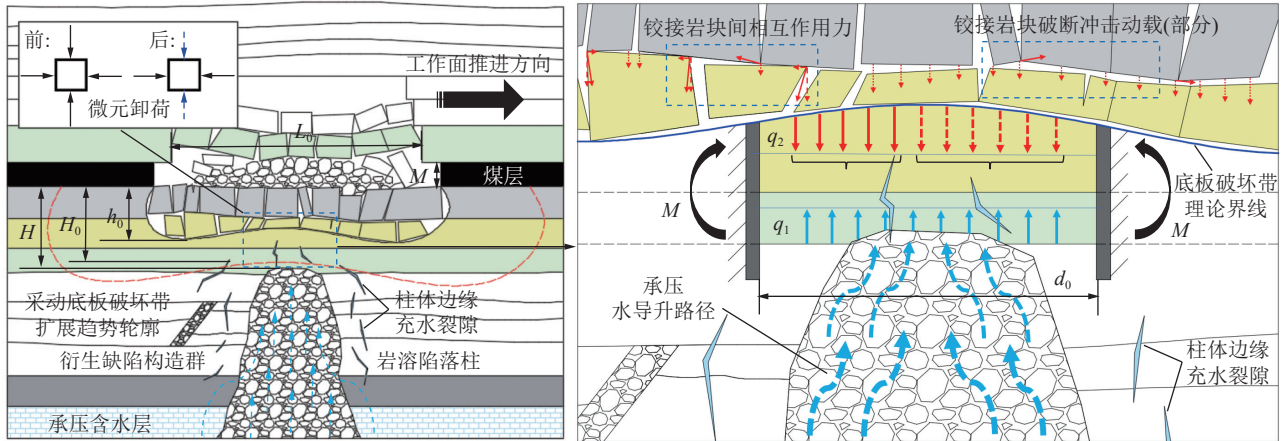 前:
后:
微元卸荷
工作面推进方向
L₀
M
煤层
H
H₀
h₀
采动底板破坏带
扩展趋势轮廓
衍生缺陷构造群
柱体边缘
充水裂隙
岩溶陷落柱
承压含水层
铰接岩块间相互作用力
铰接岩块破断冲击动载(部分)
q₂
M
q₁
M
底板破坏带
理论界线
承压
水导升路径
d₀
柱体边缘
充水裂隙